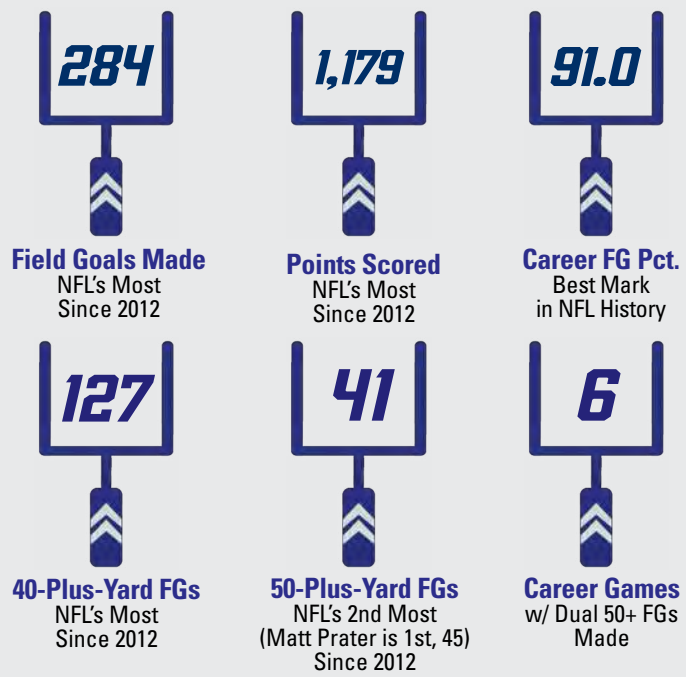 284
Field Goals Made
NFL's Most
Since 2012
1,179
Points Scored
NFL's Most
Since 2012
91.0
Career FG Pct.
Best Mark
in NFL History
127
40-Plus-Yard FGs
NFL's Most
Since 2012
41
50-Plus-Yard FGs
NFL's 2nd Most
(Matt Prater is 1st, 45)
Since 2012
6
Career Games
w/ Dual 50+ FGs
Made